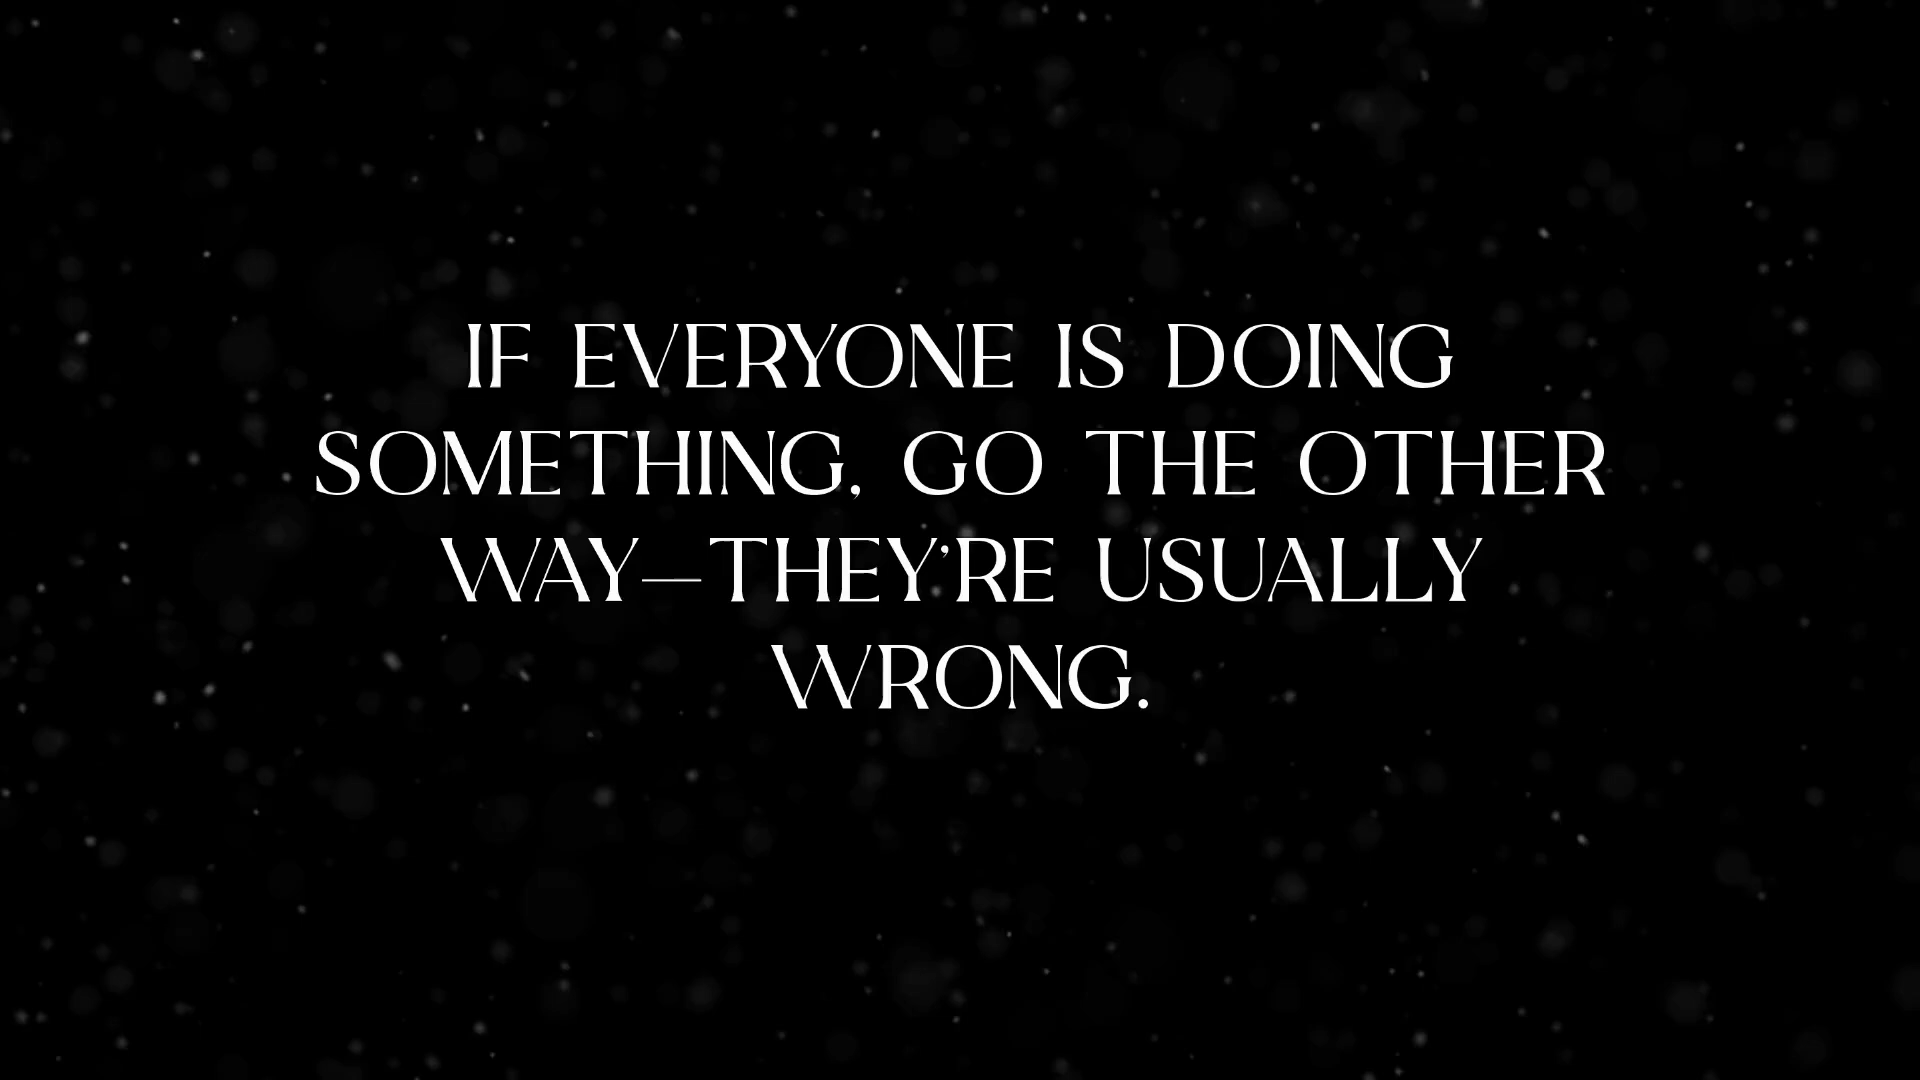 IF EVERYONE IS DOING
SOMETHING, GO THE OTHER
WAY—THEY'RE USUALLY
WRONG.